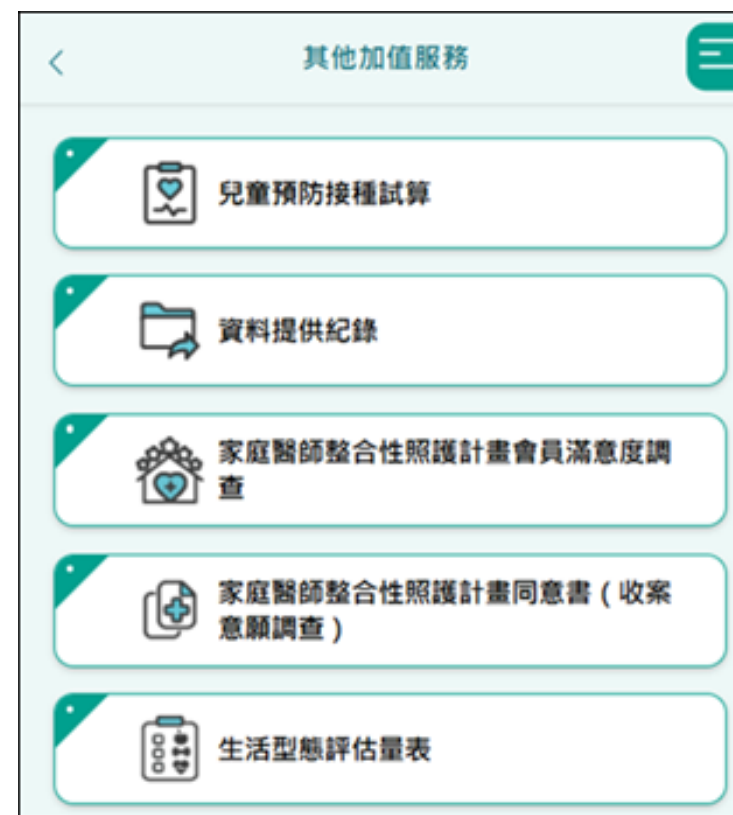 其他加值服務
兒童預防接種試算
資料提供紀錄
家庭醫師整合性照護計畫會員滿意度調
查
家庭醫師整合性照護計畫同意書（收案
意願調查）
生活型態評估量表